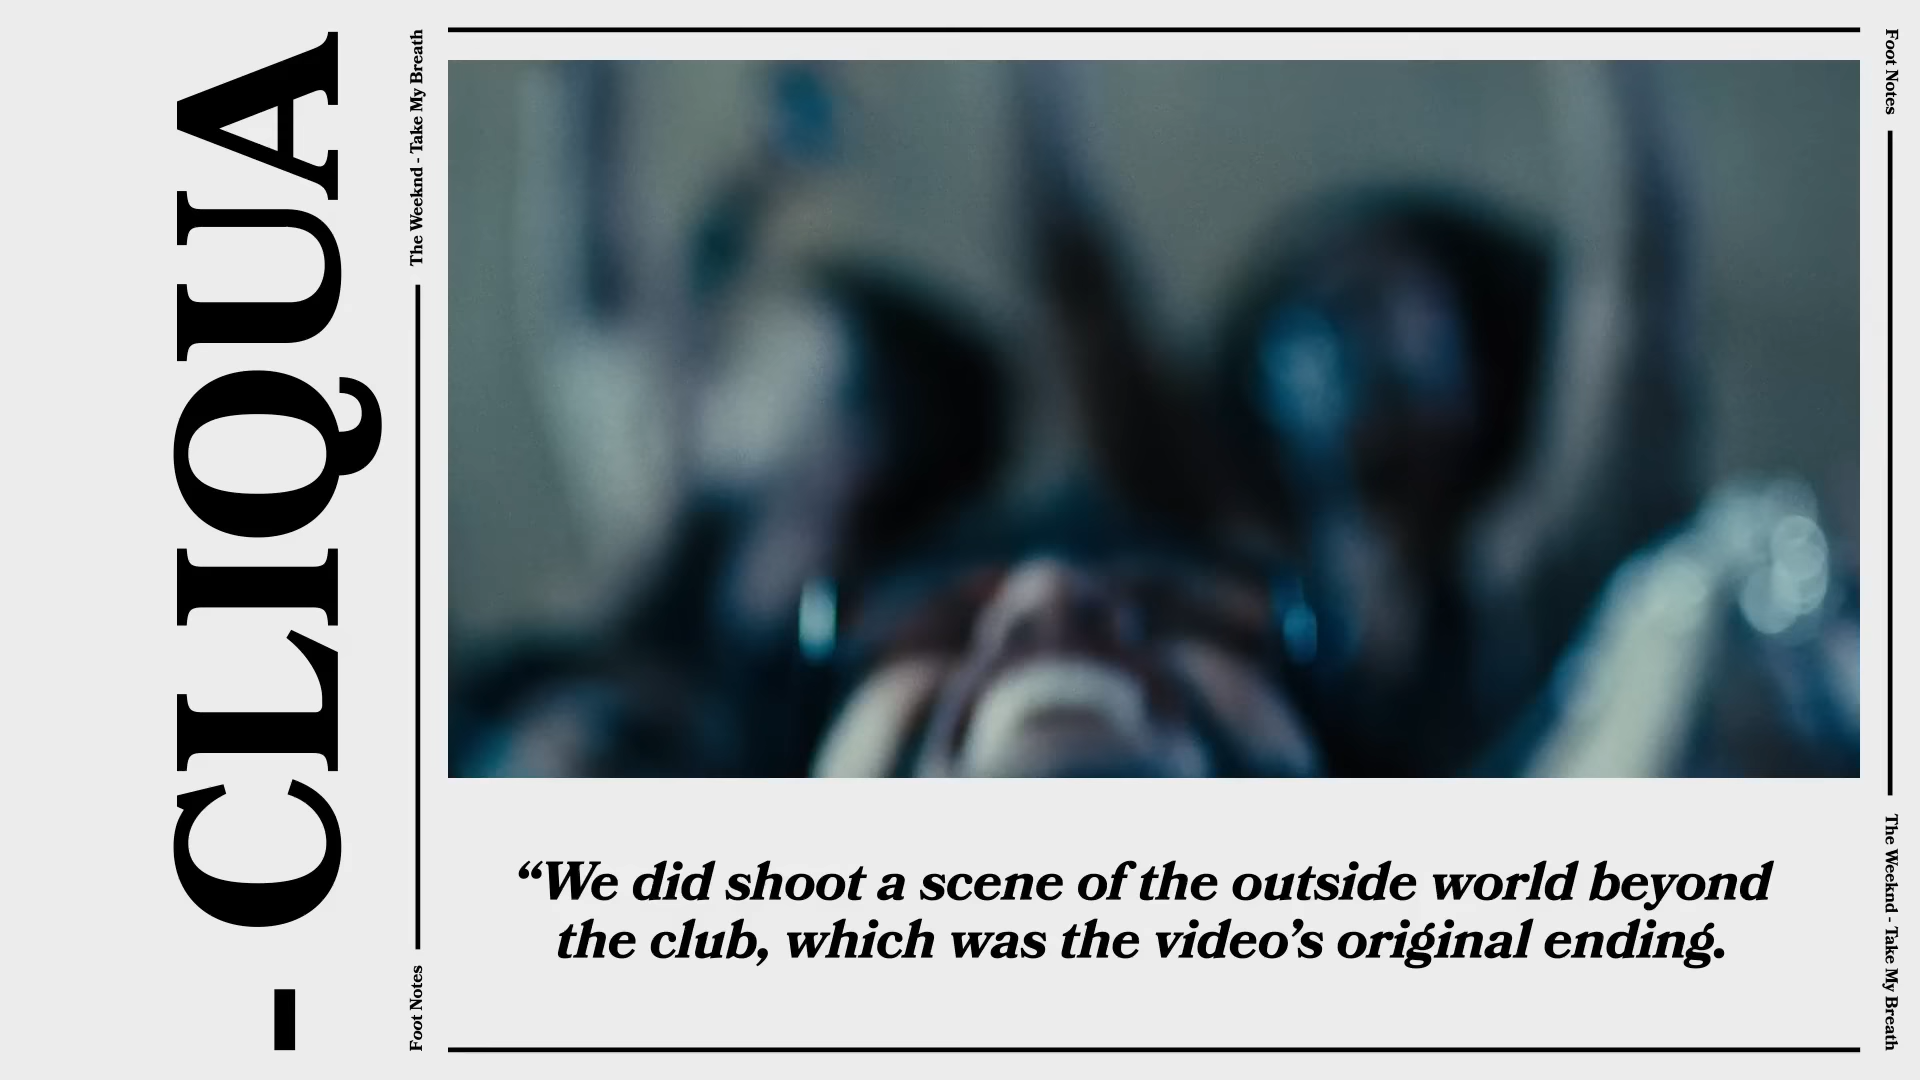 - CLIQUA
The Weeknd - Take My Breath
Foot Notes
“We did shoot a scene of the outside world beyond
the club, which was the video’s original ending.
Foot Notes
The Weeknd - Take My Breath